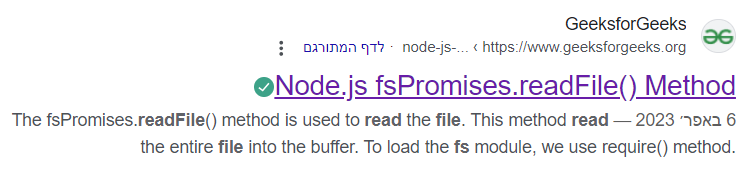 GeeksforGeeks
https://www.geeksforgeeks.org › node-js-... · לדף המתורגם
Node.js fsPromises.readFile() Method
6 באפר׳ 2023 — The fsPromises.readFile() method is used to read the file. This method read
the entire file into the buffer. To load the fs module, we use require() method.